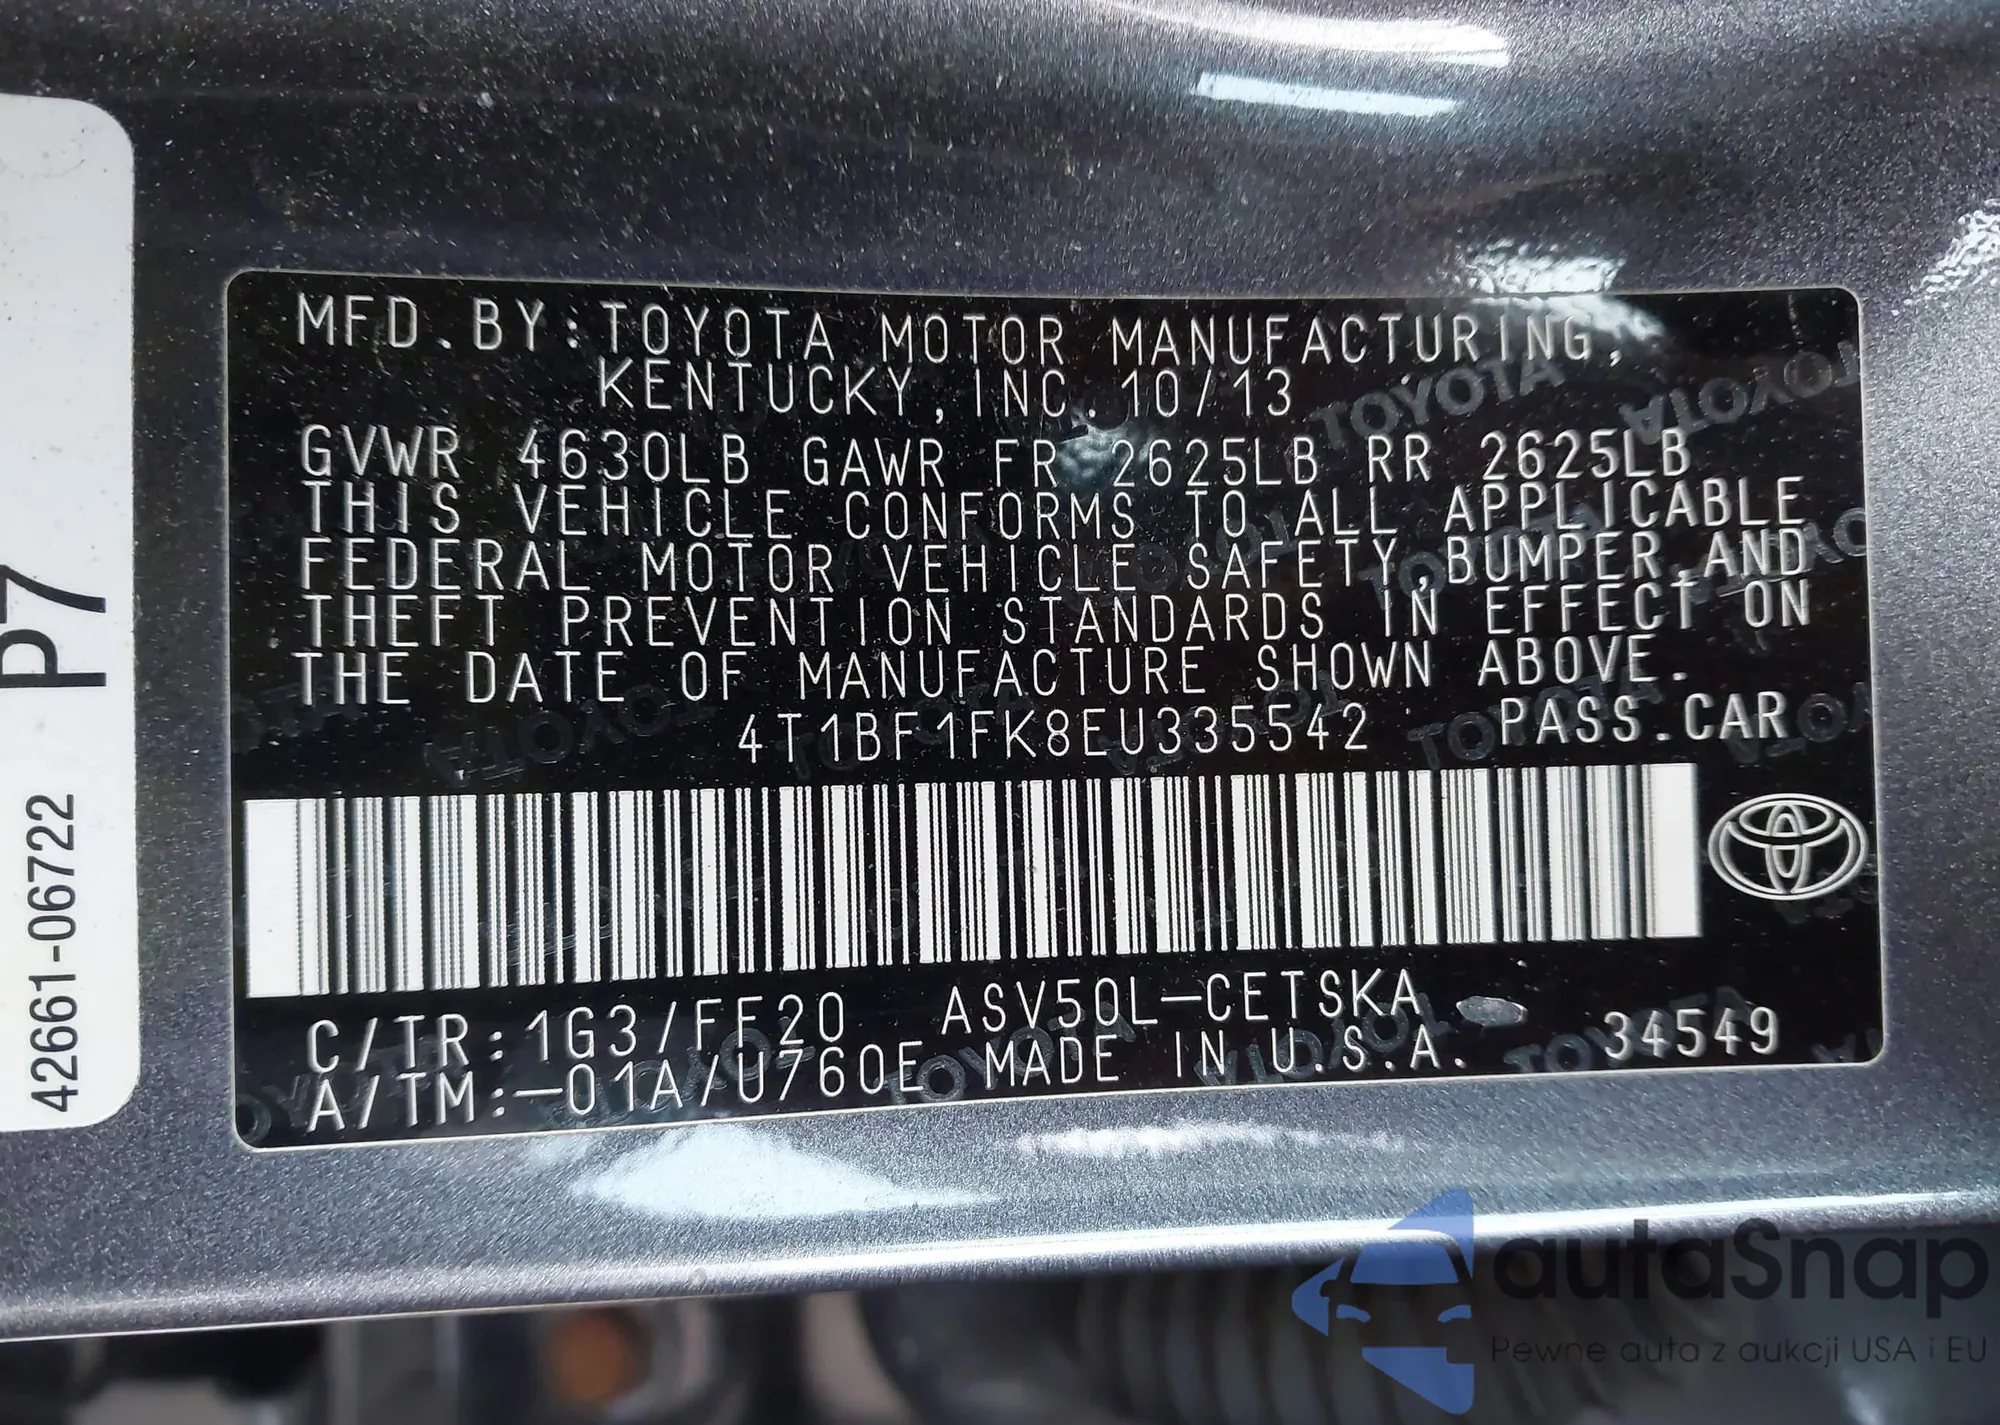 MFD.BY:TOYOTA MOTOR MANUFACTURING,
KENTUCKY,INC. 10/13
GVWR 4630LB GAWR FR 2625LB RR 2625LB
THIS VEHICLE CONFORMS TO ALL APPLICABLE
FEDERAL MOTOR VEHICLE SAFETY,BUMPER,AND
THEFT PREVENTION STANDARDS IN EFFECT ON
THE DATE OF MANUFACTURE SHOWN ABOVE.
4T1BF1FK8EU335542 PASS.CAR
C/TR:1G3/FF20 ASV50L-CETSKA
A/TM:-01A/U760E MADE IN U.S.A. 34549
P7
42661-06722
autaSnap
Pewne auta z aukcji USA i EU